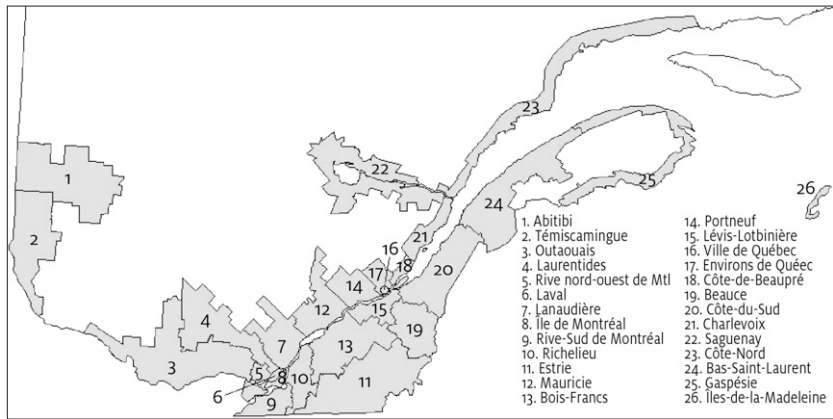 23
22
1
25
26
24
2
21
16
18
17
20
14
4
15
12
19
7
13
3
5
8
10
11
6
9
1. Abitibi
2. Témiscamingue
3. Outaouais
4. Laurentides
5. Rive nord-ouest de Mtl
6. Laval
7. Lanaudière
8. Île de Montréal
9. Rive-Sud de Montréal
10. Richelieu
11. Estrie
12. Mauricie
13. Bois-Francs
14. Portneuf
15. Lévis-Lotbinière
16. Ville de Québec
17. Environs de Quéec
18. Côte-de-Beaupré
19. Beauce
20. Côte-du-Sud
21. Charlevoix
22. Saguenay
23. Côte-Nord
24. Bas-Saint-Laurent
25. Gaspésie
26. Îles-de-la-Madeleine